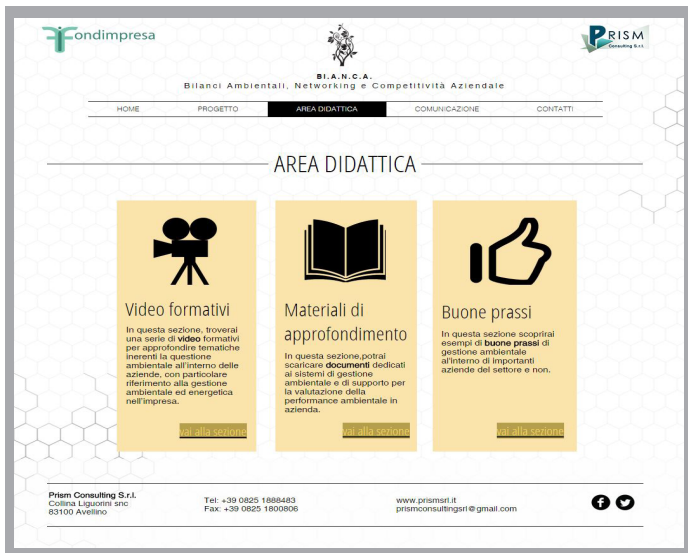 Fondimpresa
PRISM
Consulting S.r.l.
BI.A.N.C.A.
Bilanci Ambientali, Networking e Competitività Aziendale
HOME PROGETTO AREA DIDATTICA COMUNICAZIONE CONTATTI
AREA DIDATTICA
Video formativi
In questa sezione, troverai
una serie di video formativi
per approfondire tematiche
inerenti la questione
ambientale all'interno delle
aziende, con particolare
riferimento alla gestione
ambientale ed energetica
nell'impresa.
vai alla sezione
Materiali di
approfondimento
In questa sezione,potrai
scaricare documenti dedicati
ai sistemi di gestione
ambientale e di supporto per
la valutazione della
performance ambientale in
azienda.
vai alla sezione
Buone prassi
In questa sezione scoprirai
esempi di buone prassi di
gestione ambientale
al'interno di importanti
aziende del settore e non.
vai alla sezione
Prism Consulting S.r.l.
Collina Liguorini snc
83100 Avellino
Tel: +39 0825 1888483
Fax: +39 0825 1800806
www.prismsrl.it
prismconsultingsrl@gmail.com